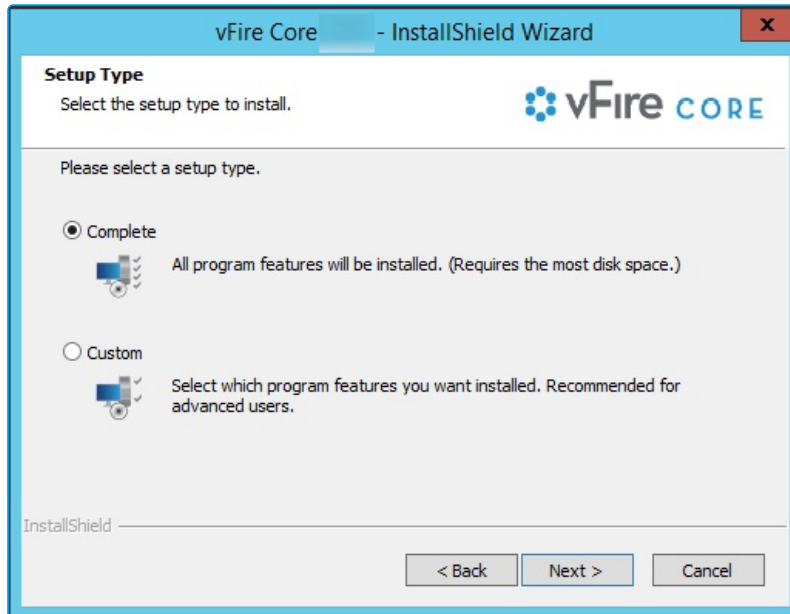 vFire Core - InstallShield Wizard
x
Setup Type
Select the setup type to install.
vFire CORE
Please select a setup type.
Complete
All program features will be installed. (Requires the most disk space.)
Custom
Select which program features you want installed. Recommended for
advanced users.
InstallShield
< Back Next > Cancel